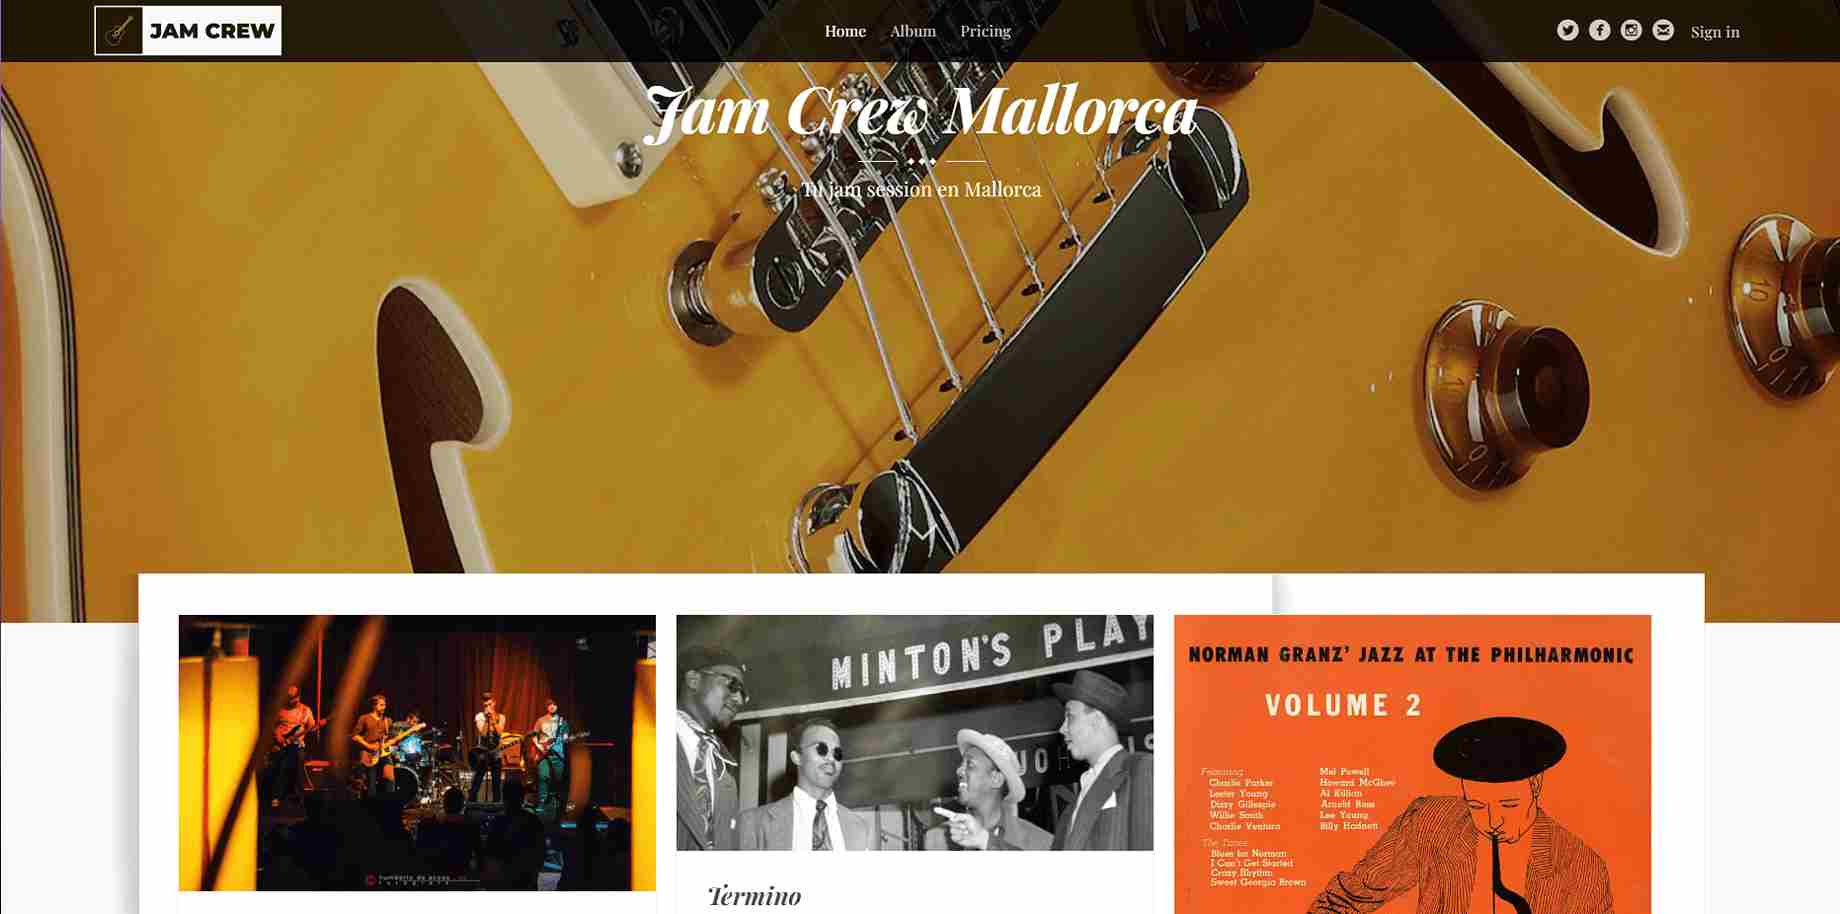 JAM CREW
Home Album Pricing
Sign in
Jam Crew Mallorca
Tu jam session en Mallorca
MINTON'S PLAY
NORMAN GRANZ' JAZZ AT THE PHILHARMONIC
VOLUME 2
Featuring
Charlie Parker
Lester Young
Dizzy Gillespie
Willie Smith
Charlie Ventura
Mel Powell
Howard McGhee
Al Killian
Arnold Ross
Lee Young
Billy Hadnott
The Tunes
Blues for Norman
I Can't Get Started
Crazy Rhythm
Sweet Georgia Brown
Termino